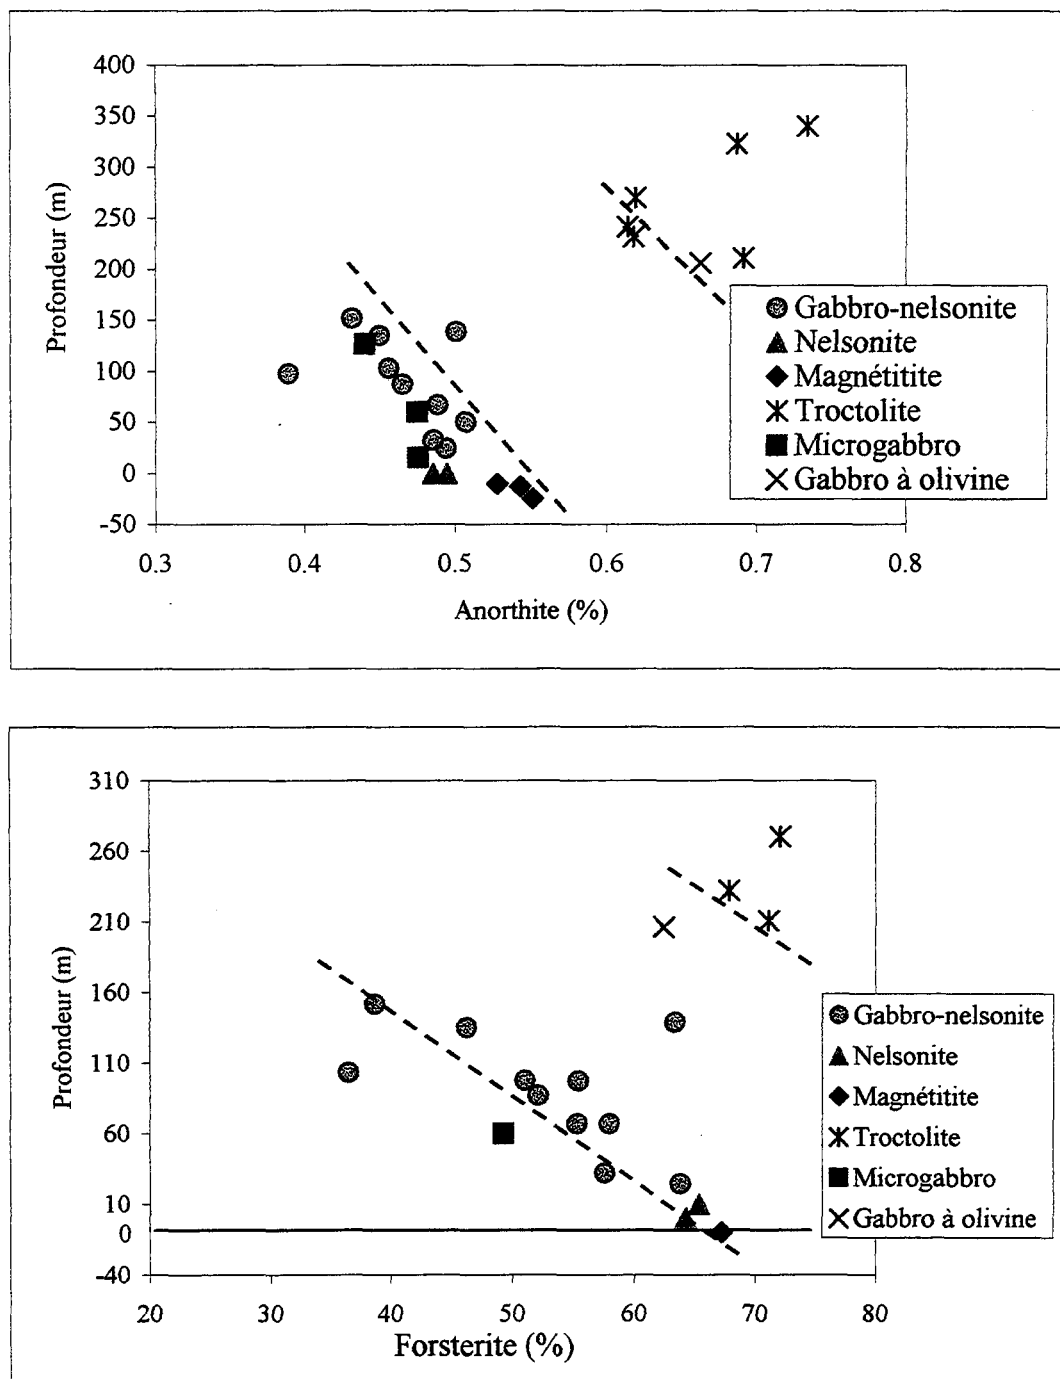 400
350
300
250
200
150
100
50
0
-50
Profondeur (m)
0.3 0.4 0.5 0.6 0.7 0.8
Anorthite (%)
Gabbro-nelsonite
Nelsonite
Magnétitite
Troctolite
Microgabbro
Gabbro à olivine
310
260
210
160
110
60
10
0
-40
Profondeur (m)
20 30 40 50 60 70 80
Forsterite (%)
Gabbro-nelsonite
Nelsonite
Magnétitite
Troctolite
Microgabbro
Gabbro à olivine